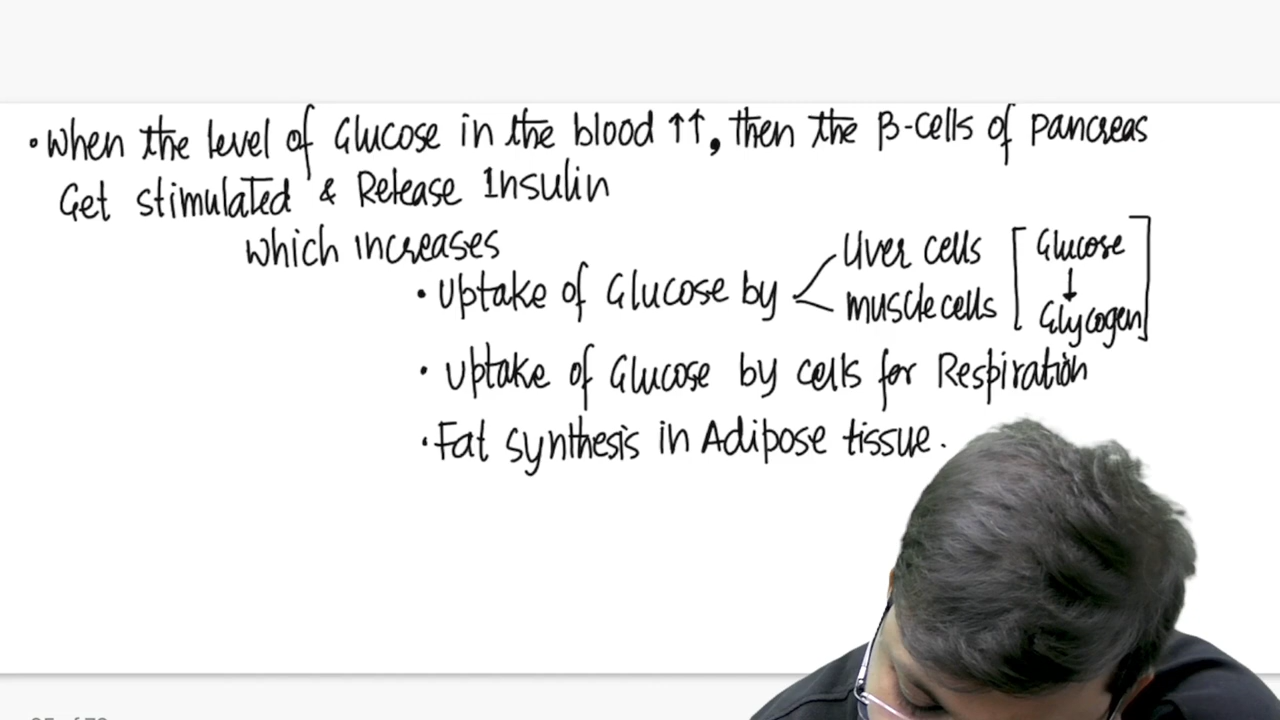 • When the level of Glucose in the blood ↑↑, then the β-cells of pancreas
Get stimulated & Release Insulin
which increases
• Uptake of Glucose by < Liver cells [Glucose
muscle cells ↓
Glycogen]
• Uptake of Glucose by cells for Respiration
• Fat synthesis in Adipose tissue.